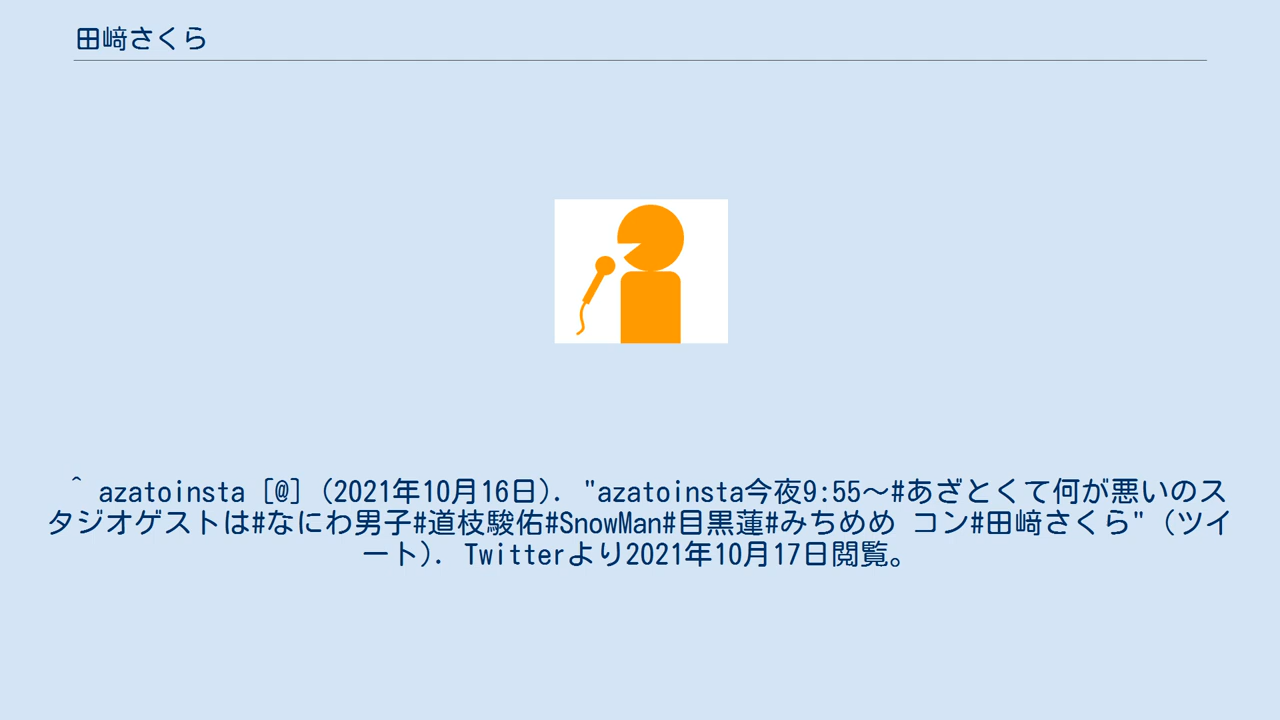 田﨑さくら
^ azatoinsta [@] (2021年10月16日). "azatoinsta今夜9:55〜#あざとくて何が悪いのス
タジオゲストは#なにわ男子#道枝駿佑#SnowMan#目黒蓮#みちめめ コン#田﨑さくら" (ツイ
ート). Twitterより2021年10月17日閲覧。